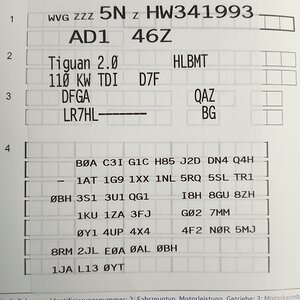 1
WVG ZZZ 5N Z HW341993
AD1 46Z
2
Tiguan 2.0 HLBMT
110 KW TDI D7F
3
DFGA QAZ
LR7HL------- BG
4
B0A C3I G1C H85 J2D DN4 Q4H
- 1AT 1G9 1XX 1NL 5RQ 5SL TR1
0BH 3S1 3U1 QG1 I8H 8GU 8ZH
1KU 1ZA 3FJ G02 7MM
0Y1 4UP 4X4 4F2 N0R 5MJ
8RM 2JL E0A 0AL 0BH
1JA L13 0YT